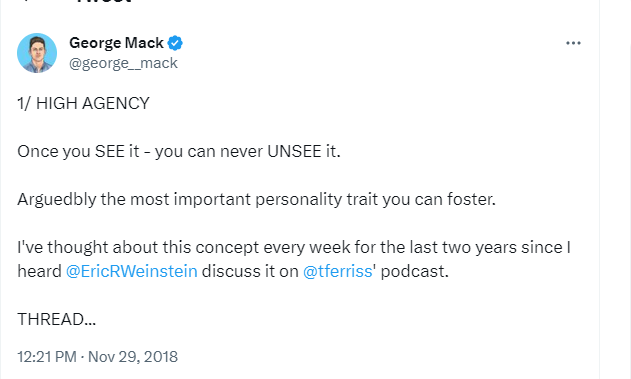 George Mack
@george__mack
1/ HIGH AGENCY
Once you SEE it - you can never UNSEE it.
Arguedbly the most important personality trait you can foster.
I've thought about this concept every week for the last two years since I
heard @EricRWeinstein discuss it on @tferriss' podcast.
THREAD...
12:21 PM · Nov 29, 2018